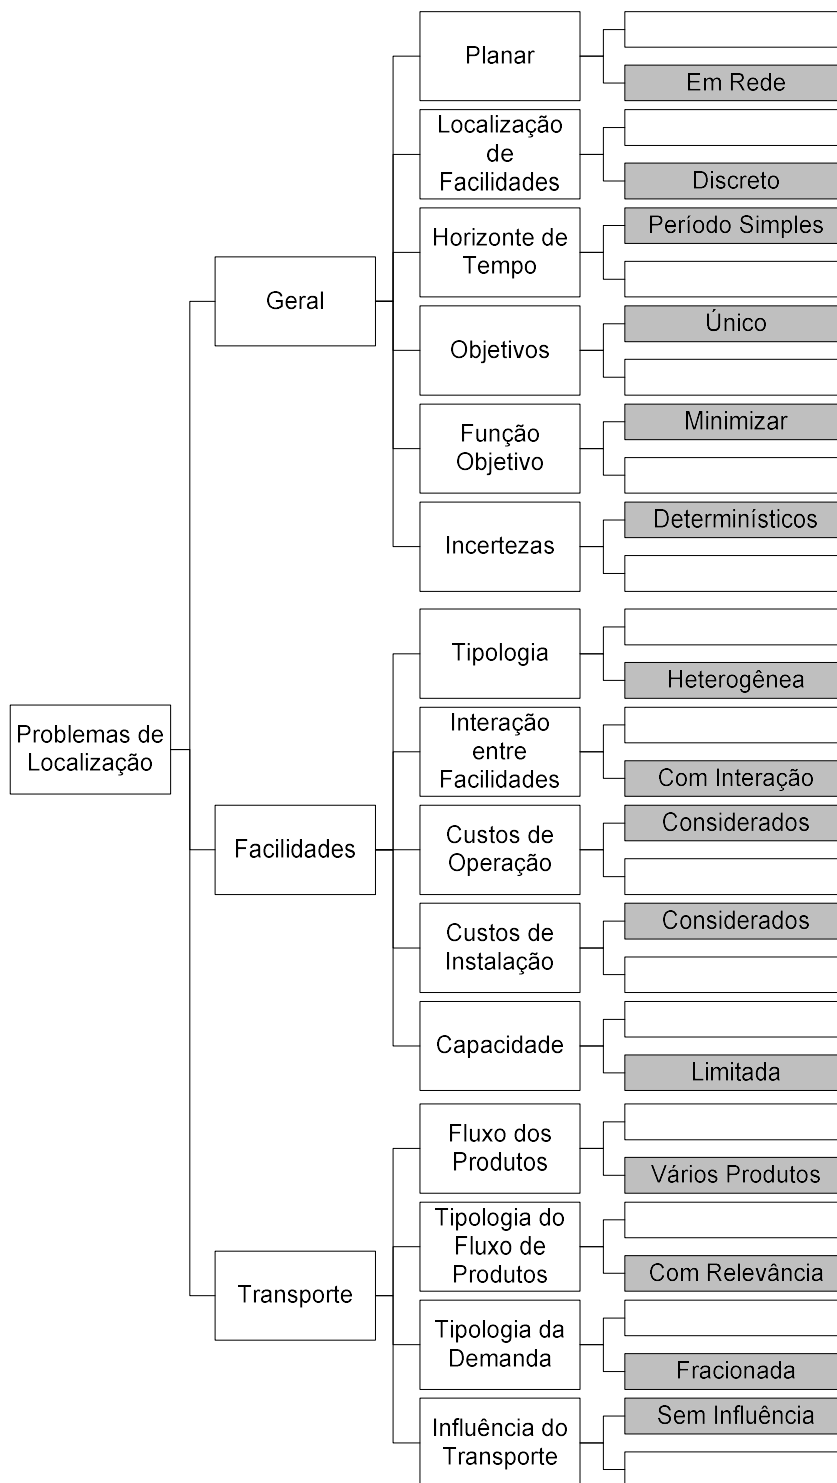 Planar
Em Rede
Localização
de
Facilidades
Discreto
Horizonte de
Tempo
Período Simples
Geral
Objetivos
Único
Função
Objetivo
Minimizar
Incertezas
Determinísticos
Tipologia
Heterogênea
Problemas de
Localização
Interação
entre
Facilidades
Com Interação
Facilidades
Custos de
Operação
Considerados
Custos de
Instalação
Considerados
Capacidade
Limitada
Fluxo dos
Produtos
Vários Produtos
Transporte
Tipologia do
Fluxo de
Produtos
Com Relevância
Tipologia da
Demanda
Fracionada
Influência do
Transporte
Sem Influência